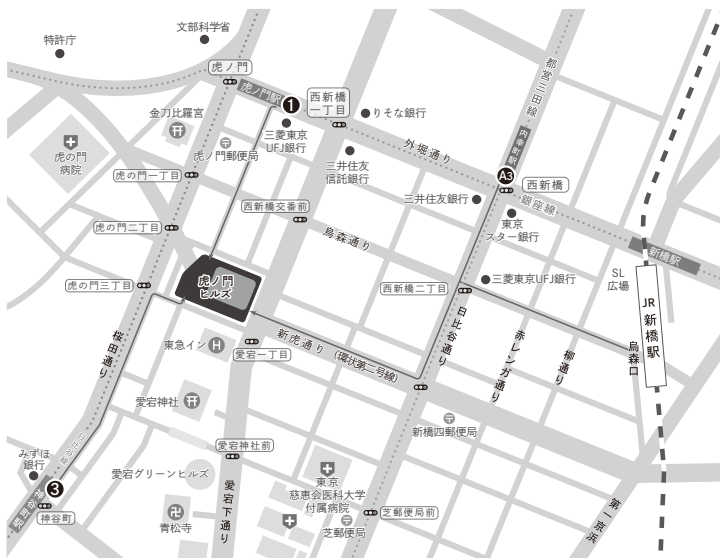 文部科学省
特許庁
虎ノ門
虎ノ門駅
1
西新橋
一丁目
りそな銀行
都営三田線
内幸町駅
金刀比羅宮
三菱東京
UFJ銀行
外堀通り
虎の門
病院
虎ノ門郵便局
三井住友
信託銀行
虎の門一丁目
A3
西新橋
三井住友銀行
銀座線
西新橋交番前
東京
スター銀行
虎の門二丁目
烏森通り
新橋駅
虎ノ門
ヒルズ
三菱東京UFJ銀行
SL
広場
虎の門三丁目
西新橋二丁目
JR新橋駅
桜田通り
東急イン
H
愛宕一丁目
新虎通り
(環状第二号線)
日比谷通り
赤レンガ通り
柳通り
烏森口
愛宕神社
新橋四郵便局
日比谷線
みずほ
銀行
愛宕神社前
愛宕グリーンヒルズ
3
神谷町駅
神谷町
青松寺
愛宕下通り
東京
慈恵会医科大学
付属病院
芝郵便局前
芝郵便局
第一京浜